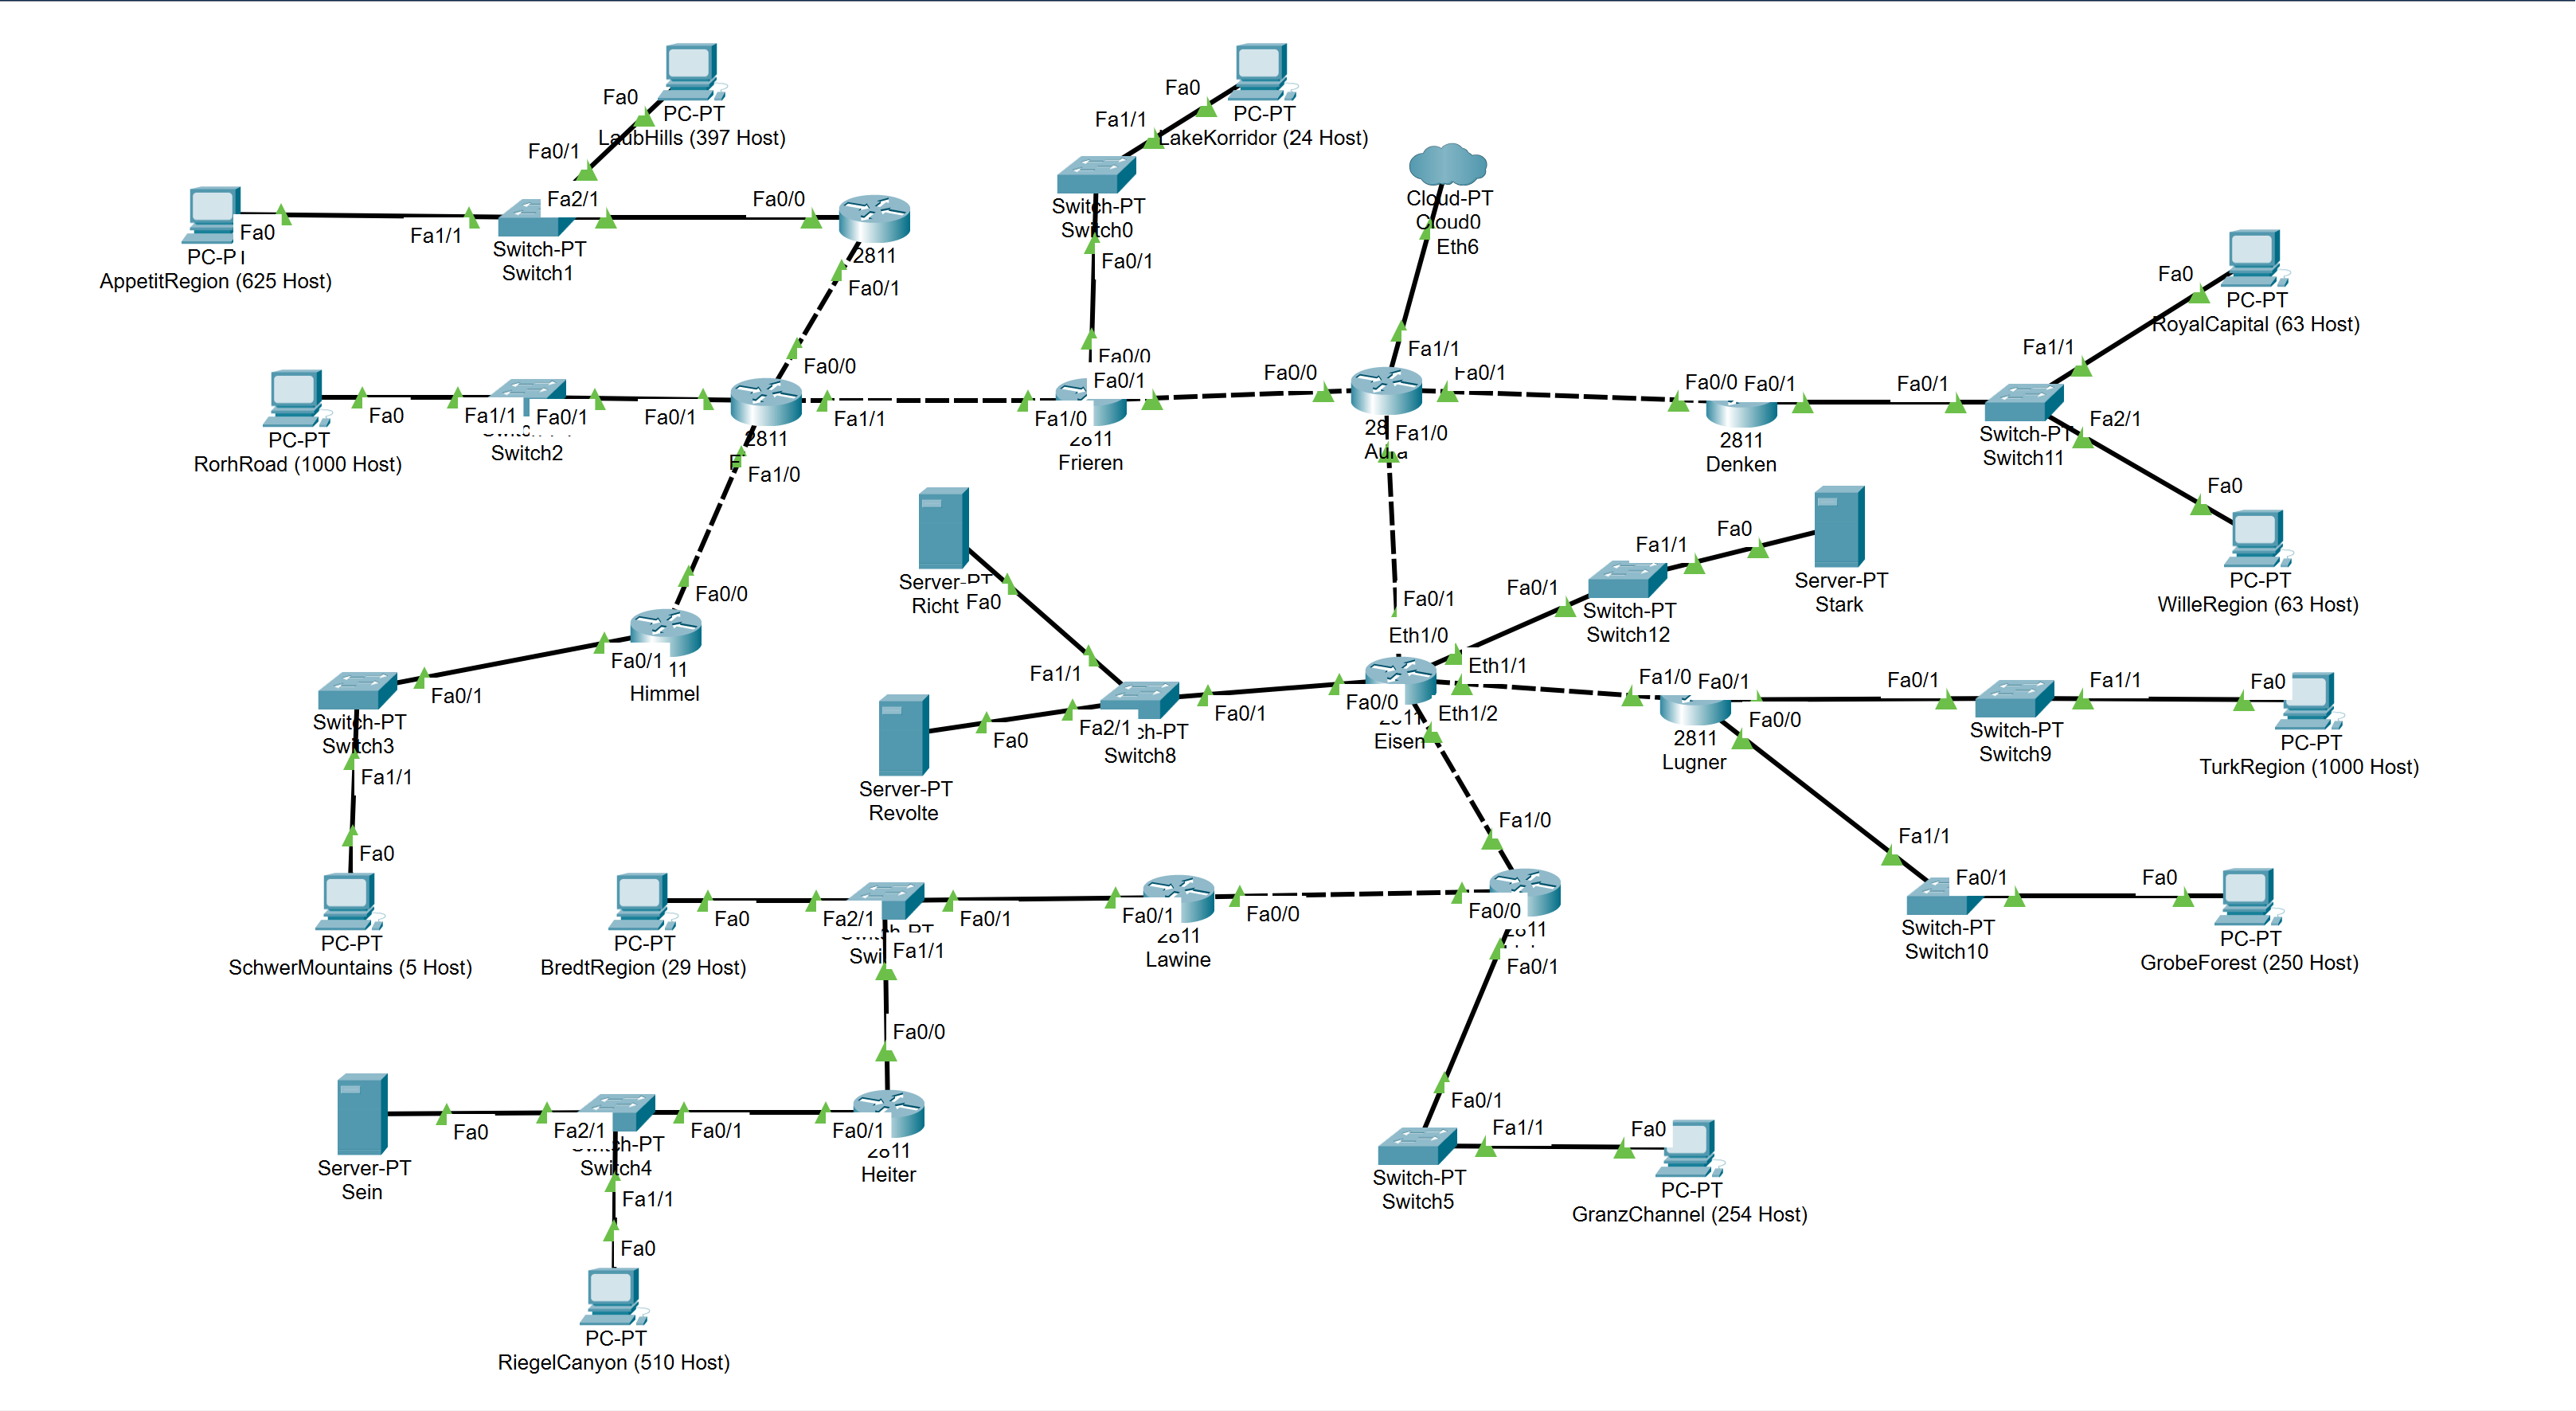 PC-PT
LaubHills (397 Host)
Fa0
Fa0/1
PC-PT
LakeKorridor (24 Host)
Fa0
Fa1/1
Switch-PT
Switch0
Fa0/1
Cloud-PT
Cloud0
Eth6
Fa0
AppetitRegion (625 Host)
Fa1/1
Fa2/1
Switch-PT
Switch1
Fa0/0
2811
Fa0/1
PC-PT
RoyalCapital (63 Host)
Fa0
Fa1/1
PC-PT
RorhRoad (1000 Host)
Fa0
Fa1/1
Fa0/1
Switch2
Fa0/1
Fa0/0
2811
Fa1/1
Fa1/0
Fa0/0
Fa0/1
Fa1/0
2811
Frieren
Fa0/0
Fa1/1
Fa0/1
Fa1/0
Aura
Fa0/0
Fa0/1
2811
Denken
Fa0/1
Switch-PT
Switch11
Fa2/1
Fa0
PC-PT
WilleRegion (63 Host)
Server-PT
Richt
Fa0
Fa1/1
Server-PT
Revolte
Fa0
Fa2/1
Switch8
Fa0/1
Fa0/1
Eth1/0
Eth1/1
Fa0/0
Eth1/2
2811
Eisen
Fa0/1
Switch-PT
Switch12
Fa1/1
Fa0
Server-PT
Stark
Fa0/0
Fa0/1
Himmel
Fa0/1
Switch-PT
Switch3
Fa1/1
Fa0
PC-PT
SchwerMountains (5 Host)
Fa1/0
Fa0/1
Fa0/0
2811
Lugner
Fa0/1
Fa1/1
Switch-PT
Switch9
Fa0
PC-PT
TurkRegion (1000 Host)
Fa1/1
Fa0/1
Switch-PT
Switch10
Fa0
PC-PT
GrobeForest (250 Host)
PC-PT
BredtRegion (29 Host)
Fa0
Fa2/1
Fa0/1
Fa1/1
Fa0/1
Fa0/0
2811
Lawine
Fa1/0
Fa0/0
2811
Fa0/1
Fa0/0
Fa0/1
2811
Heiter
Server-PT
Sein
Fa0
Fa2/1
Fa0/1
Switch4
Fa1/1
Fa0
PC-PT
RiegelCanyon (510 Host)
Fa0/1
Fa1/1
Switch-PT
Switch5
Fa0
PC-PT
GranzChannel (254 Host)